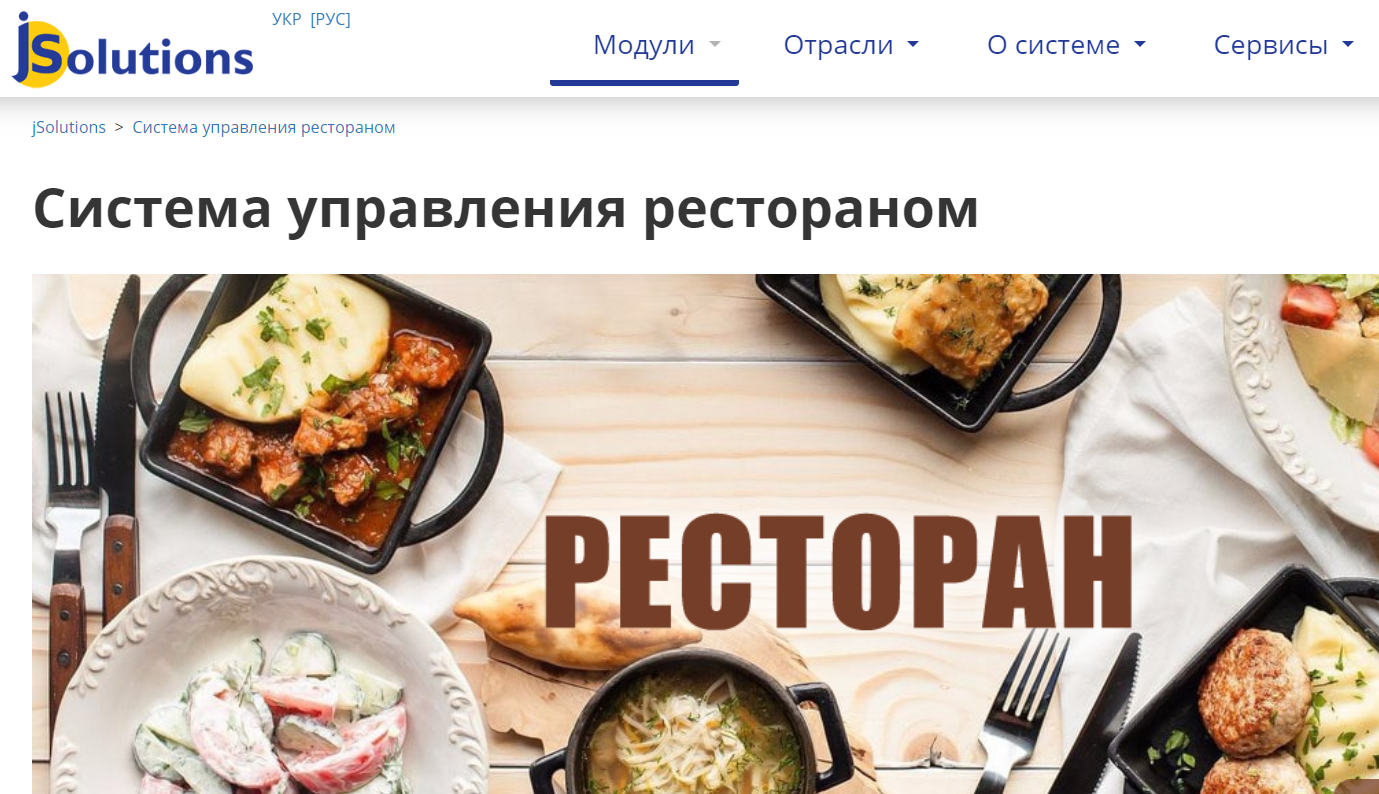 jSolutions
УКР [РУС]
Модули Отрасли О системе Сервисы
jSolutions > Система управления рестораном
Система управления рестораном
РЕСТОРАН